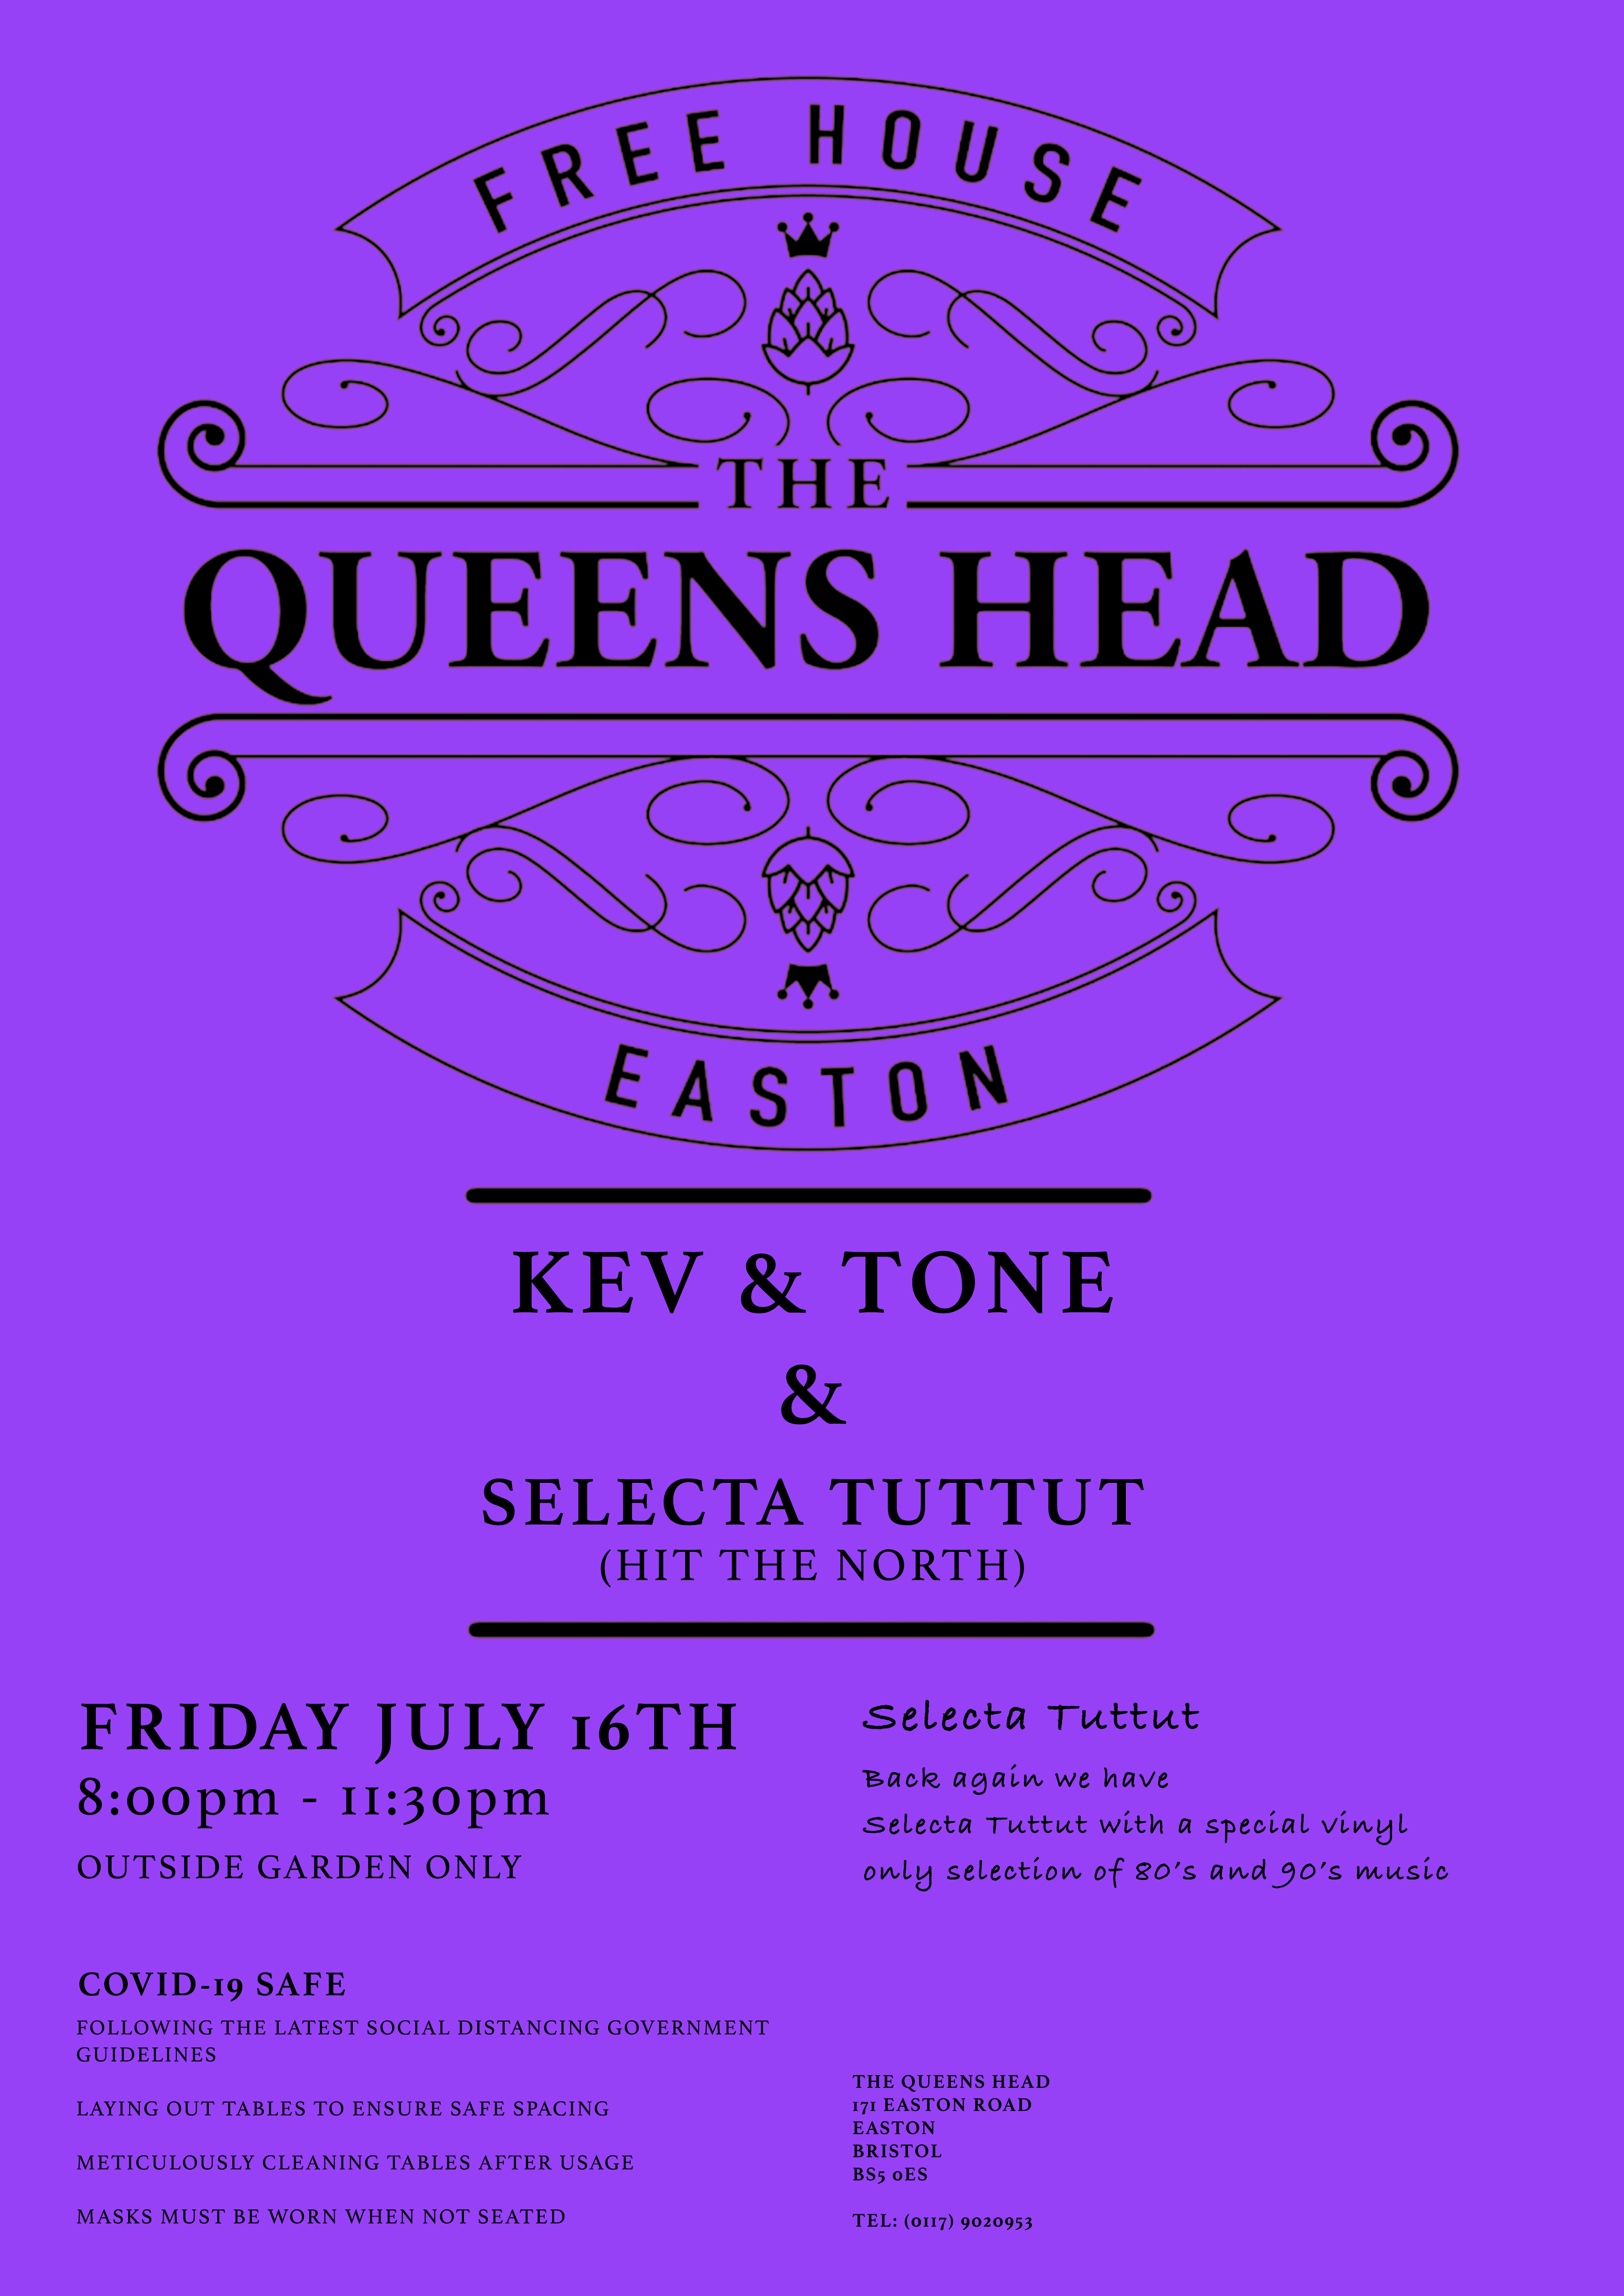 FREE HOUSE
THE
QUEENS HEAD
EASTON
KEV & TONE
&
SELECTA TUTTUT
(HIT THE NORTH)
FRIDAY JULY 16TH
8:00pm - 11:30pm
OUTSIDE GARDEN ONLY
Selecta Tuttut
Back again we have
Selecta Tuttut with a special vinyl
only selection of 80's and 90's music
COVID-19 SAFE
FOLLOWING THE LATEST SOCIAL DISTANCING GOVERNMENT
GUIDELINES
LAYING OUT TABLES TO ENSURE SAFE SPACING
METICULOUSLY CLEANING TABLES AFTER USAGE
MASKS MUST BE WORN WHEN NOT SEATED
THE QUEENS HEAD
171 EASTON ROAD
EASTON
BRISTOL
BS5 0ES
TEL: (0117) 9020953